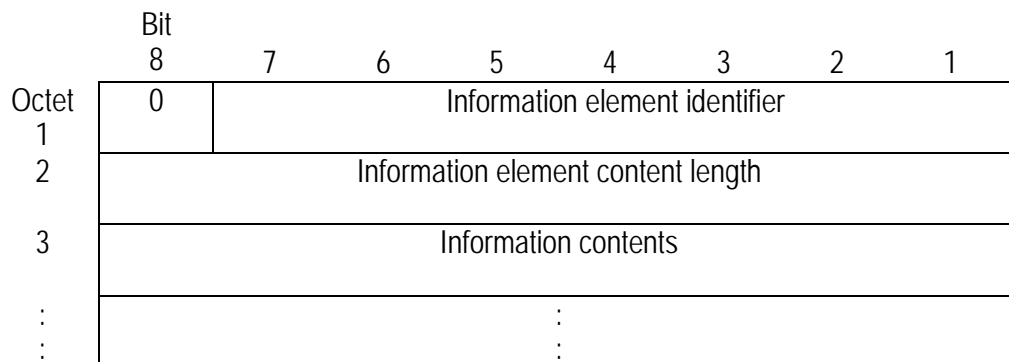 Bit
8 7 6 5 4 3 2 1
Octet 0 Information element identifier
1
2 Information element content length
3 Information contents
: :
: :